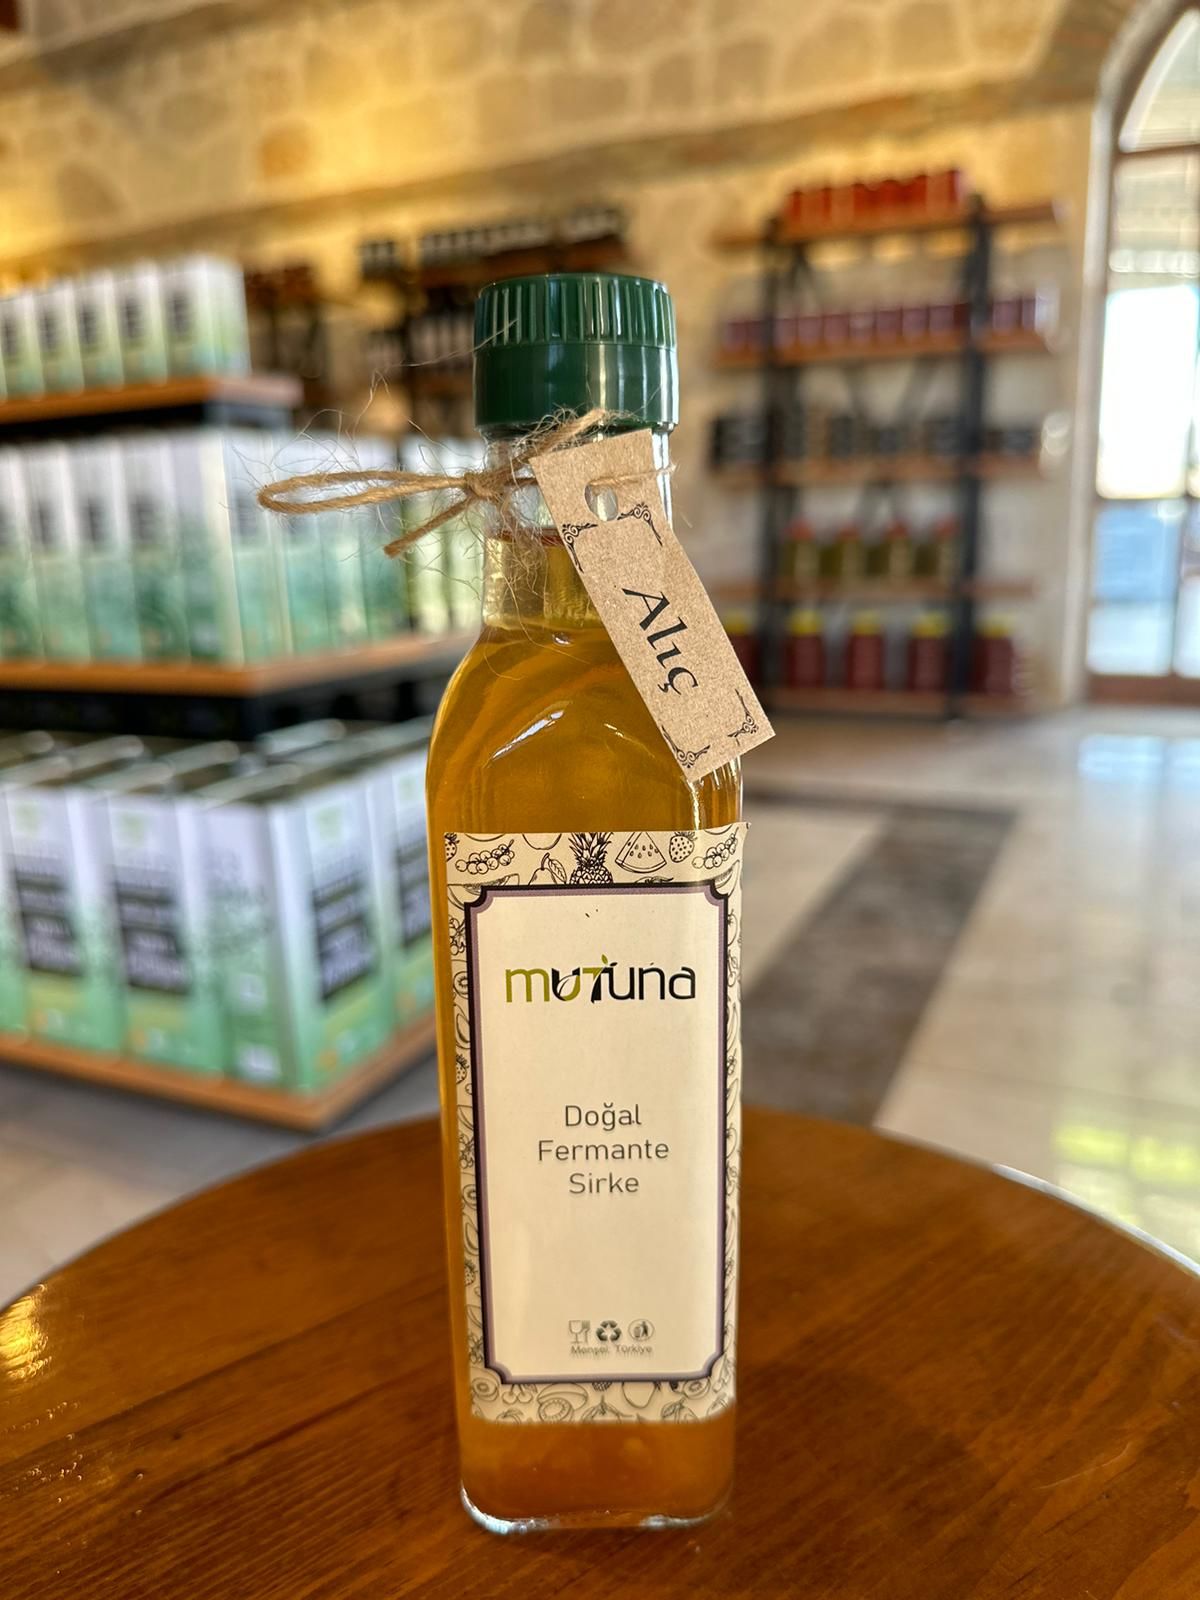 Alıç
mutuna
Doğal
Fermante
Sirke
Menşei: Türkiye